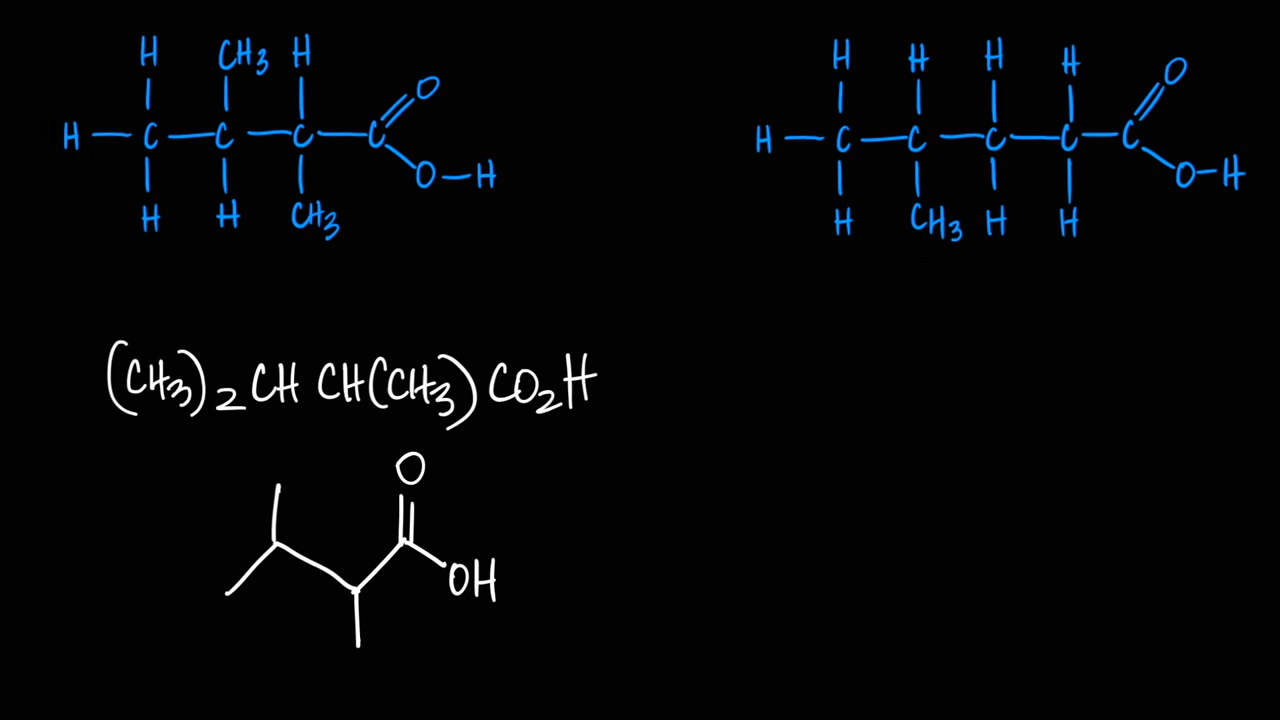 H CH3 H O
H C C C C
O H
H H CH3
H H H H O
H C C C C C
O H
H CH3 H H
(CH3)2CH CH(CH3)CO2H
O
OH